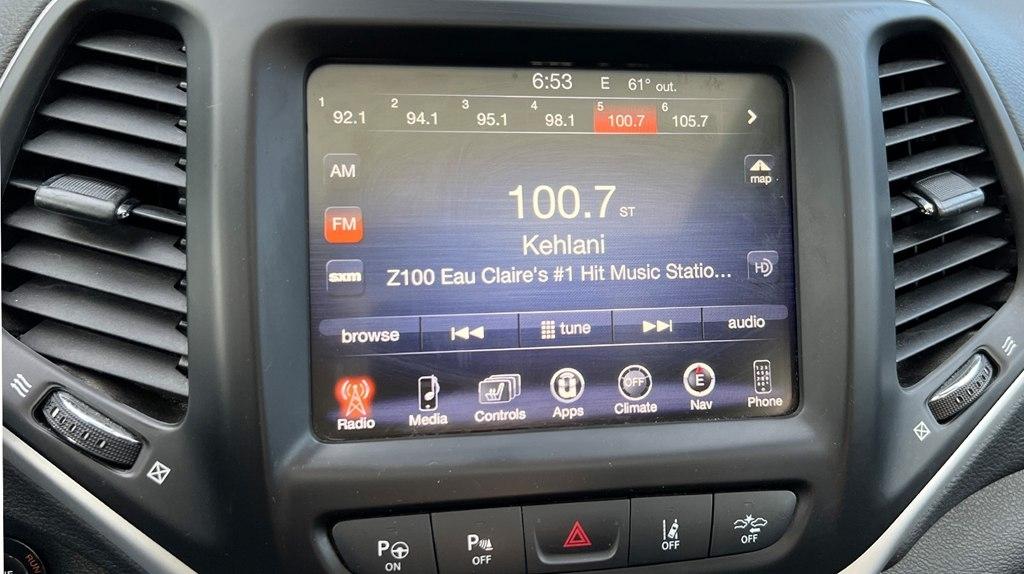 6:53 E 61° out.
1 92.1 2 94.1 3 95.1 4 98.1 5 100.7 6 105.7
AM
map
100.7 ST
FM
Kehlani
sxm
Z100 Eau Claire's #1 Hit Music Statio...
HD
browse tune audio
OFF E
Radio Media Controls Apps Climate Nav Phone
P ON
P OFF
OFF
OFF
RUN